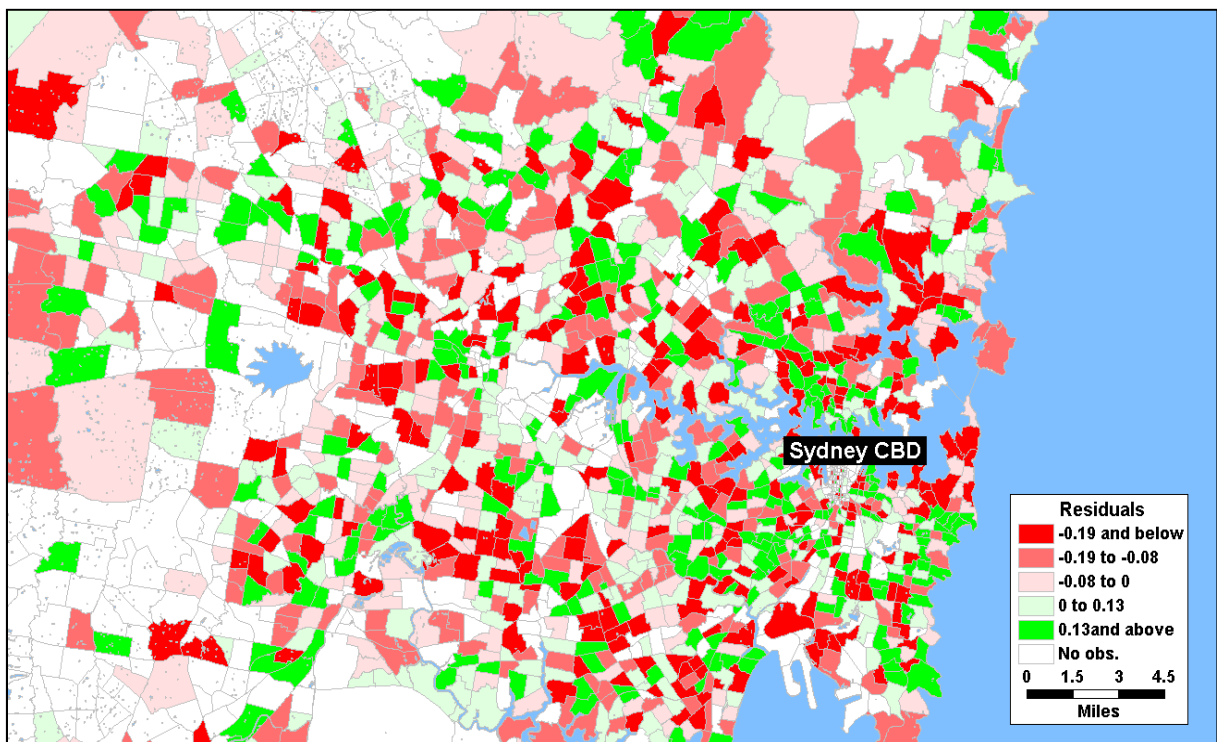 Sydney CBD
Residuals
-0.19 and below
-0.19 to -0.08
-0.08 to 0
0 to 0.13
0.13and above
No obs.
0 1.5 3 4.5
Miles